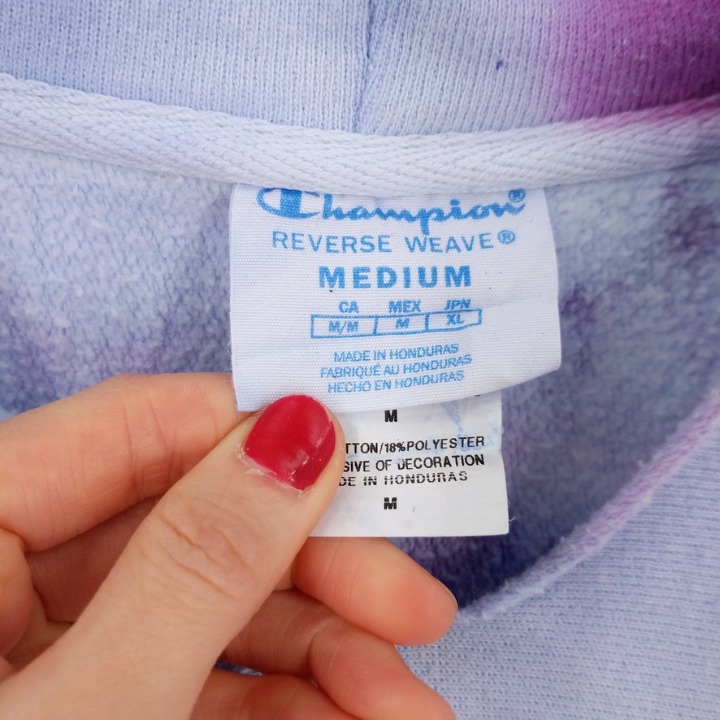 Champion®
REVERSE WEAVE®
MEDIUM
CA MEX JPN
M/M M XL
MADE IN HONDURAS
FABRIQUÉ AU HONDURAS
HECHO EN HONDURAS
M
TTON/18%POLYESTER
SIVE OF DECORATION
DE IN HONDURAS
M